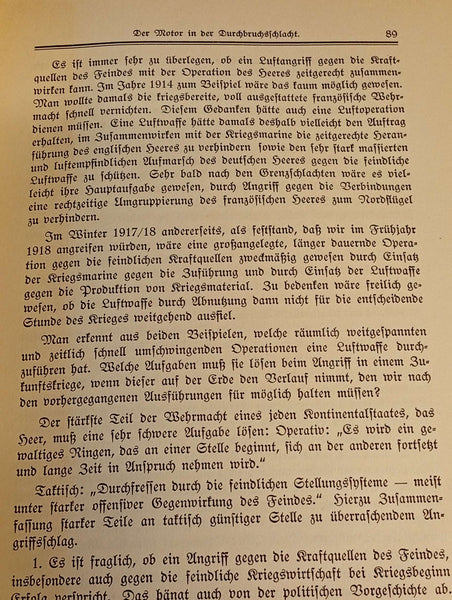 Der Motor in der Durchbruchsschlacht. 89
Es ist immer sehr zu überlegen, ob ein Luftangriff gegen die Kraft-
quellen des Feindes mit der Operation des Heeres zeitgerecht zusammen-
wirken kann. Im Jahre 1914 zum Beispiel wäre das kaum möglich gewesen.
Man wollte damals die kriegsbereite, voll ausgestattete französische Wehr-
macht schnell vernichten. Diesem Gedanken hätte auch eine Luftoperation
dienen müssen. Eine Luftwaffe hätte damals deshalb vielleicht den Auftrag
erhalten, im Zusammenwirken mit der Kriegsmarine die zeitgerechte Heran-
führung des englischen Heeres zu verhindern sowie den sehr stark massierten
und luftempfindlichen Aufmarsch des deutschen Heeres gegen die feindliche
Luftwaffe zu schützen. Sehr bald nach den Grenzschlachten wäre es viel-
leicht ihre Hauptaufgabe gewesen, durch Angriff gegen die Verbindungen
eine rechtzeitige Umgruppierung des französischen Heeres zum Nordflügel
zu verhindern.
Im Winter 1917/18 andererseits, als feststand, daß wir im Frühjahr
1918 angreifen würden, wäre eine großangelegte, länger dauernde Opera-
tion gegen die feindlichen Kraftquellen zweckmäßig gewesen durch Einsatz
der Kriegsmarine gegen die Zuführung und durch Einsatz der Luftwaffe
gegen die Produktion von Kriegsmaterial. Zu bedenken wäre freilich ge-
wesen, ob die Luftwaffe durch Abnutzung dann nicht für die entscheidende
Stunde des Krieges weitgehend ausfiel.
Man erkennt aus beiden Beispielen, welche räumlich weitgespannten
und zeitlich schnell umschwingenden Operationen eine Luftwaffe durch-
zuführen hat. Welche Aufgaben muß sie lösen beim Angriff in einem Zu-
kunftskriege, wenn dieser auf der Erde den Verlauf nimmt, den wir nach
den vorhergegangenen Ausführungen für möglich halten müssen?
Der stärkste Teil der Wehrmacht eines jeden Kontinentalstaates, das
Heer, muß eine sehr schwere Aufgabe lösen: Operativ: „Es wird ein ge-
waltiges Ringen, das an einer Stelle beginnt, sich an der anderen fortsetzt
und lange Zeit in Anspruch nehmen wird.“
Taktisch: „Durchfressen durch die feindlichen Stellungssysteme — meist
unter starker offensiver Gegenwirkung des Feindes.“ Hierzu Zusammen-
fassung starker Teile an taktisch günstiger Stelle zu überraschendem An-
griffsschlag.
1. Es ist fraglich, ob ein Angriff gegen die Kraftquellen des Feindes,
insbesondere auch gegen die feindliche Kriegswirtschaft bei Kriegsbeginn
Erfolg verspricht. Das hängt auch von der politischen Vorgeschichte ab.